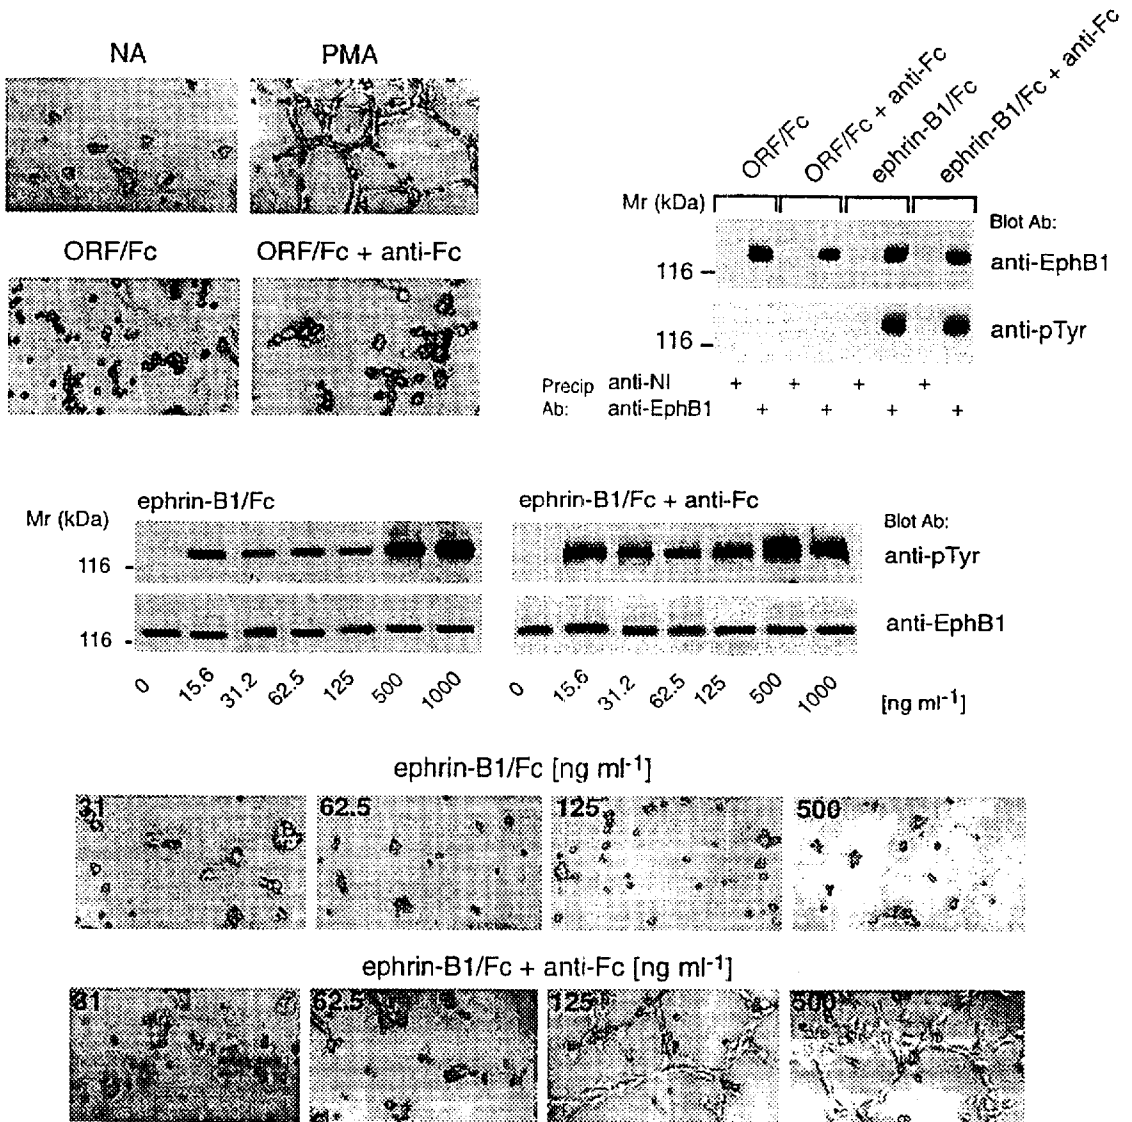 NA PMA
ORF/Fc ORF/Fc + anti-Fc
ORF/Fc
ORF/Fc + anti-Fc
ephrin-B1/Fc
ephrin-B1/Fc + anti-Fc
Mr (kDa)
Blot Ab:
116 anti-EphB1
116 anti-pTyr
Precip anti-NI + + + +
Ab: anti-EphB1 + + + +
ephrin-B1/Fc ephrin-B1/Fc + anti-Fc
Mr (kDa) Blot Ab:
116 anti-pTyr
116 anti-EphB1
0 15.6 31.2 62.5 125 500 1000 0 15.6 31.2 62.5 125 500 1000 [ng ml-1]
ephrin-B1/Fc [ng ml-1]
31 62.5 125 500
ephrin-B1/Fc + anti-Fc [ng ml-1]
31 62.5 125 500